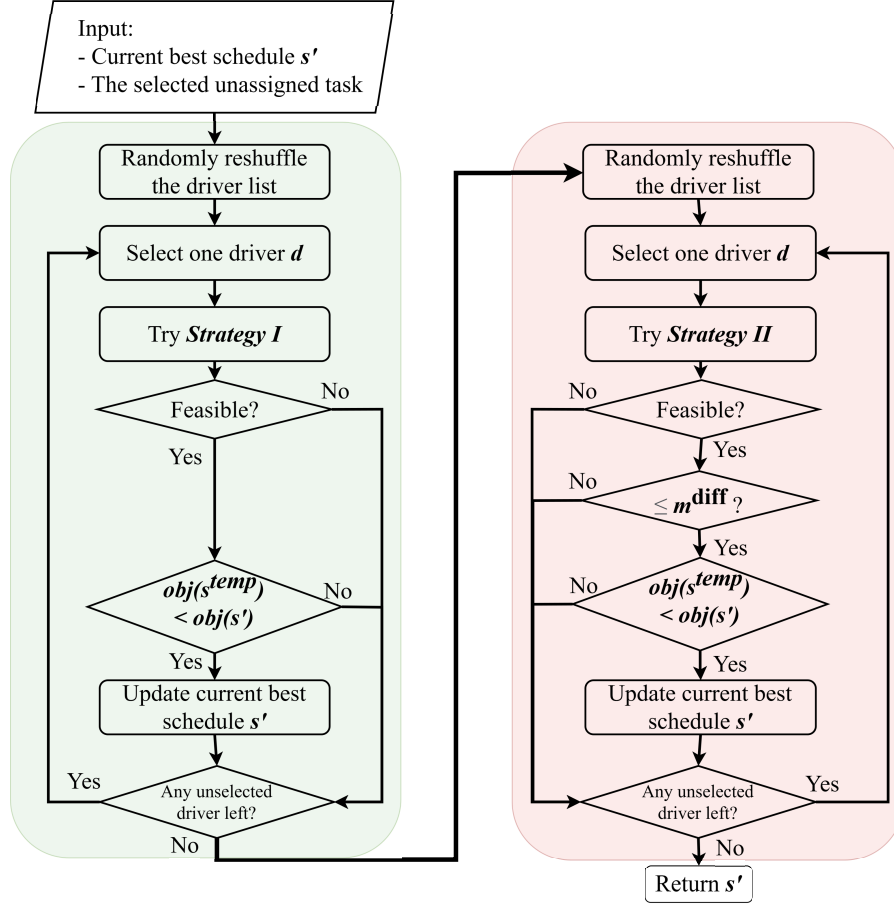 Input:
- Current best schedule s'
- The selected unassigned task
Randomly reshuffle
the driver list
Select one driver d
Try Strategy I
Feasible?
No
Yes
obj(s^temp)
< obj(s')
No
Yes
Update current best
schedule s'
Any unselected
driver left?
Yes
No
Randomly reshuffle
the driver list
Select one driver d
Try Strategy II
Feasible?
No
Yes
≤ m^diff ?
No
Yes
obj(s^temp)
< obj(s')
No
Yes
Update current best
schedule s'
Any unselected
driver left?
Yes
No
Return s'